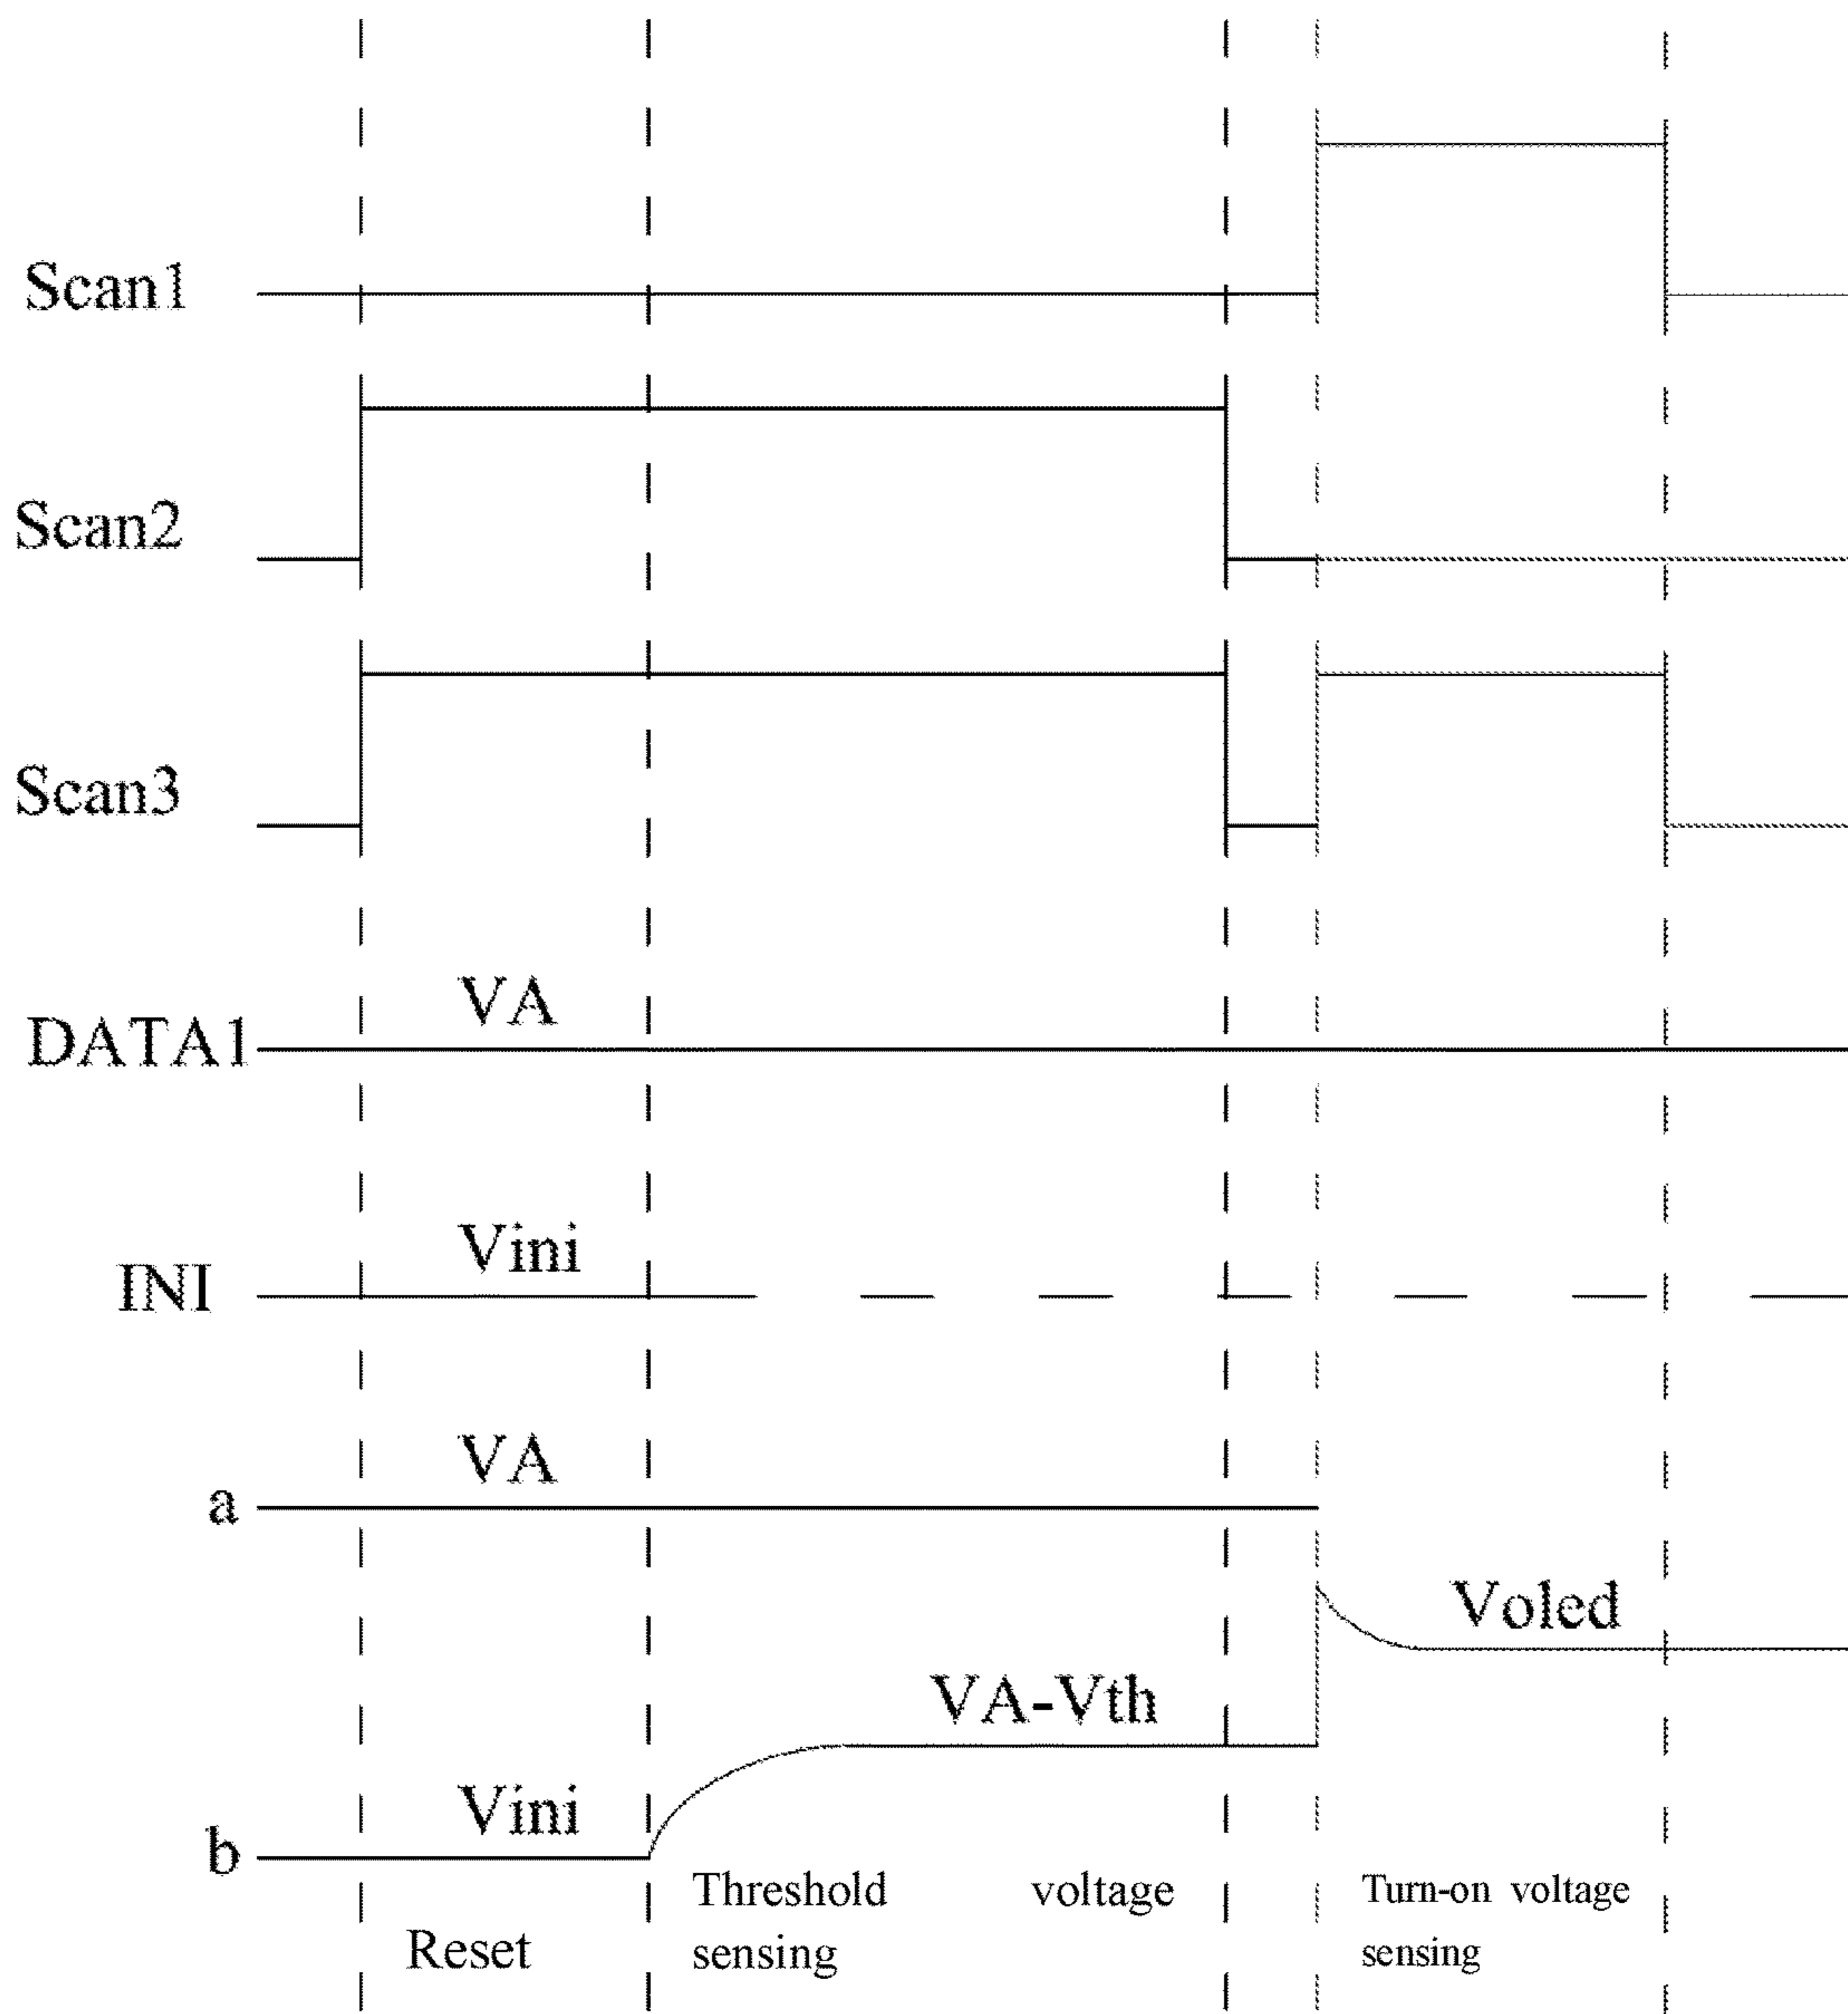 Scan1
Scan2
Scan3
VA
DATA1
Vini
INI
VA
a
Voled
VA-Vth
Vini
b
Threshold voltage
sensing
Turn-on voltage
sensing
Reset